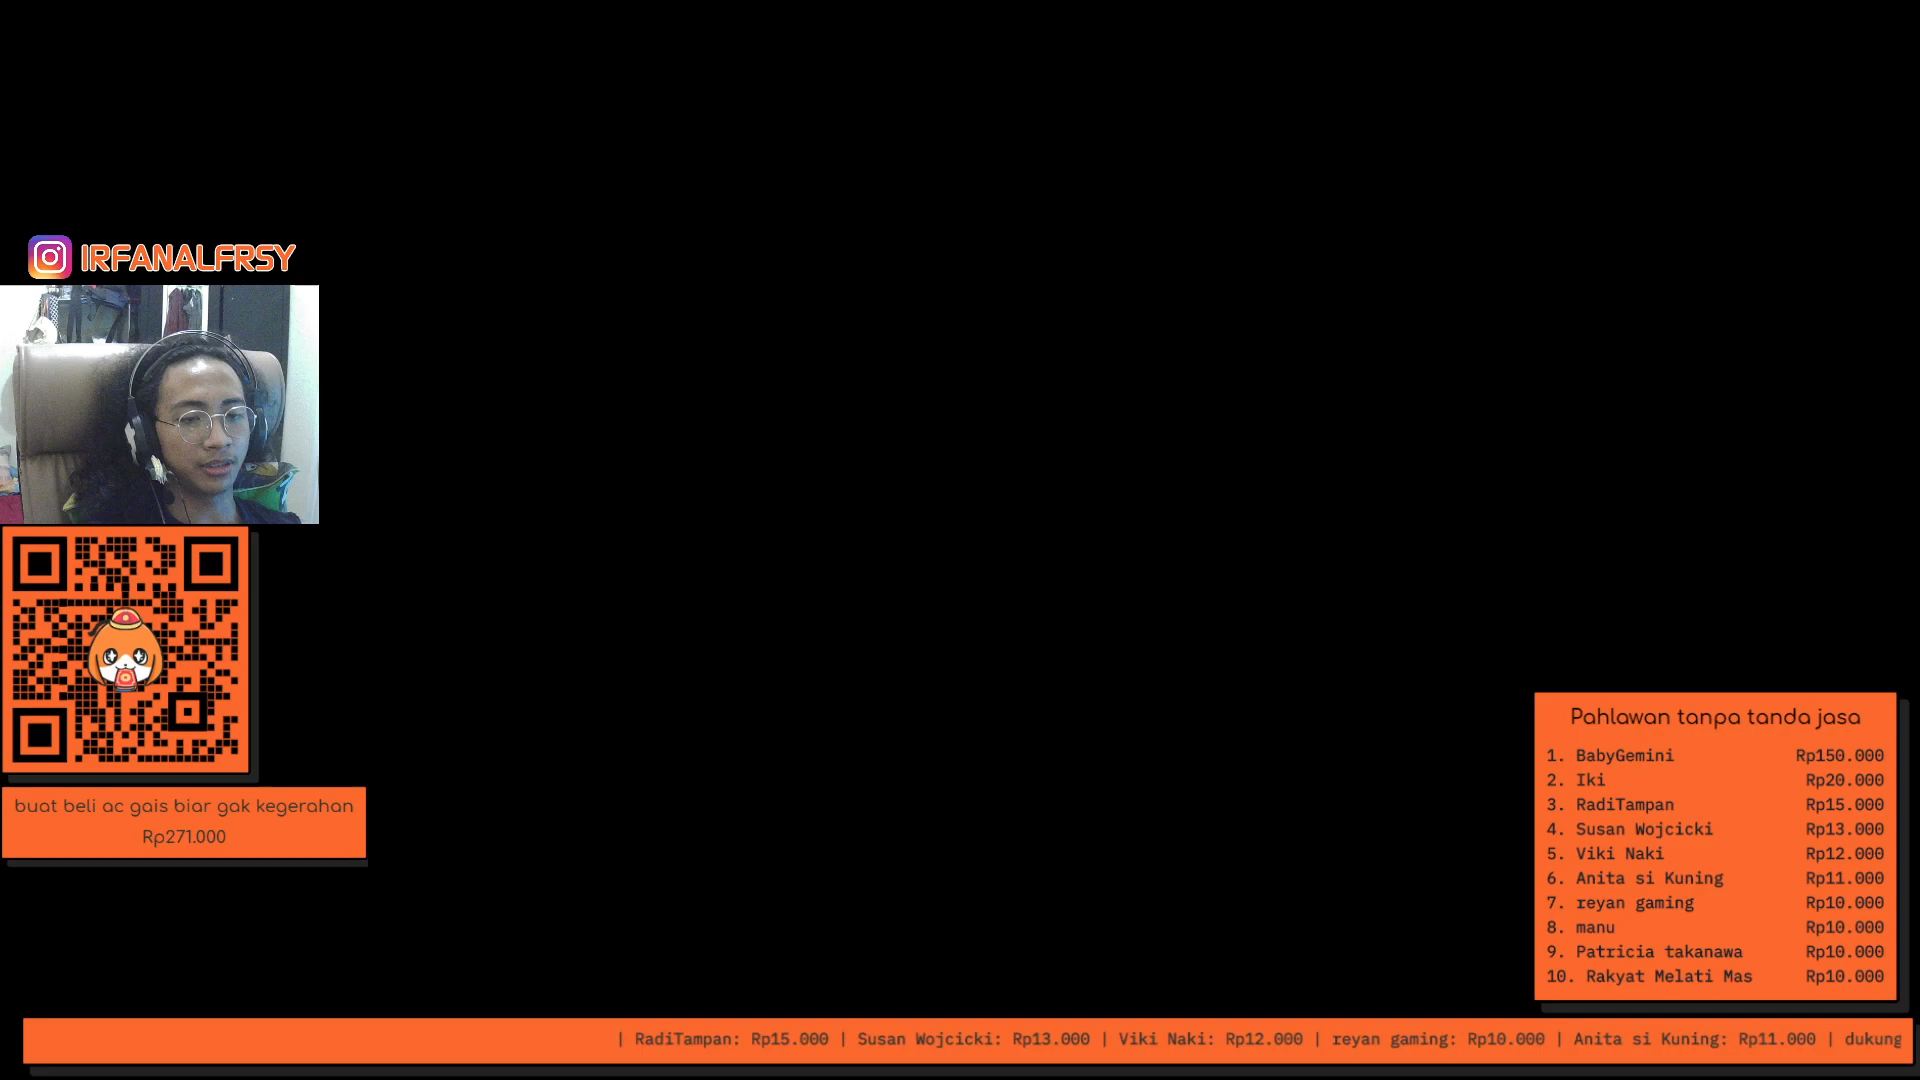 IRFANALFRSY
buat beli ac gais biar gak kegerahan
Rp271.000
Pahlawan tanpa tanda jasa
1. BabyGemini Rp150.000
2. Iki Rp20.000
3. RadiTampan Rp15.000
4. Susan Wojcicki Rp13.000
5. Viki Naki Rp12.000
6. Anita si Kuning Rp11.000
7. reyan gaming Rp10.000
8. manu Rp10.000
9. Patricia takanawa Rp10.000
10. Rakyat Melati Mas Rp10.000
| RadiTampan: Rp15.000 | Susan Wojcicki: Rp13.000 | Viki Naki: Rp12.000 | reyan gaming: Rp10.000 | Anita si Kuning: Rp11.000 | dukung